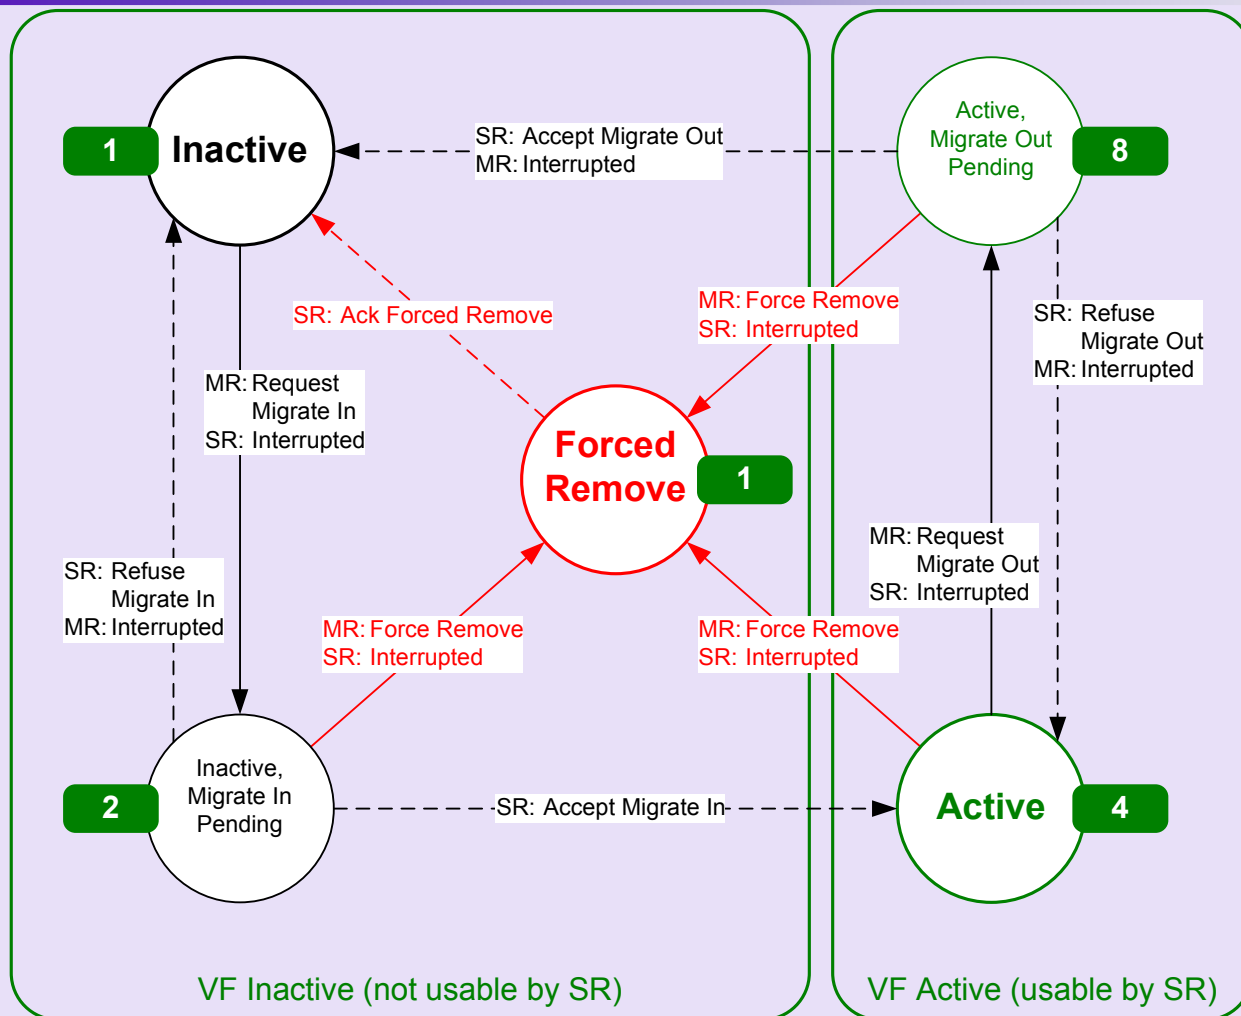 1
Inactive
SR: Accept Migrate Out
MR: Interrupted
Active,
Migrate Out
Pending
8
SR: Ack Forced Remove
MR: Force Remove
SR: Interrupted
SR: Refuse
Migrate Out
MR: Interrupted
MR: Request
Migrate In
SR: Interrupted
Forced
Remove
1
SR: Refuse
Migrate In
MR: Interrupted
MR: Force Remove
SR: Interrupted
MR: Force Remove
SR: Interrupted
MR: Request
Migrate Out
SR: Interrupted
2
Inactive,
Migrate In
Pending
SR: Accept Migrate In
Active
4
VF Inactive (not usable by SR)
VF Active (usable by SR)